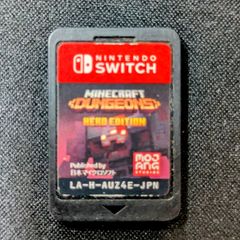 NINTENDO
SWITCH
MINECRAFT
DUNGEONS
HERO EDITION
Published by
日本マイクロソフト
MOJANG
STUDIOS
LA-H-AUZ4E-JPN